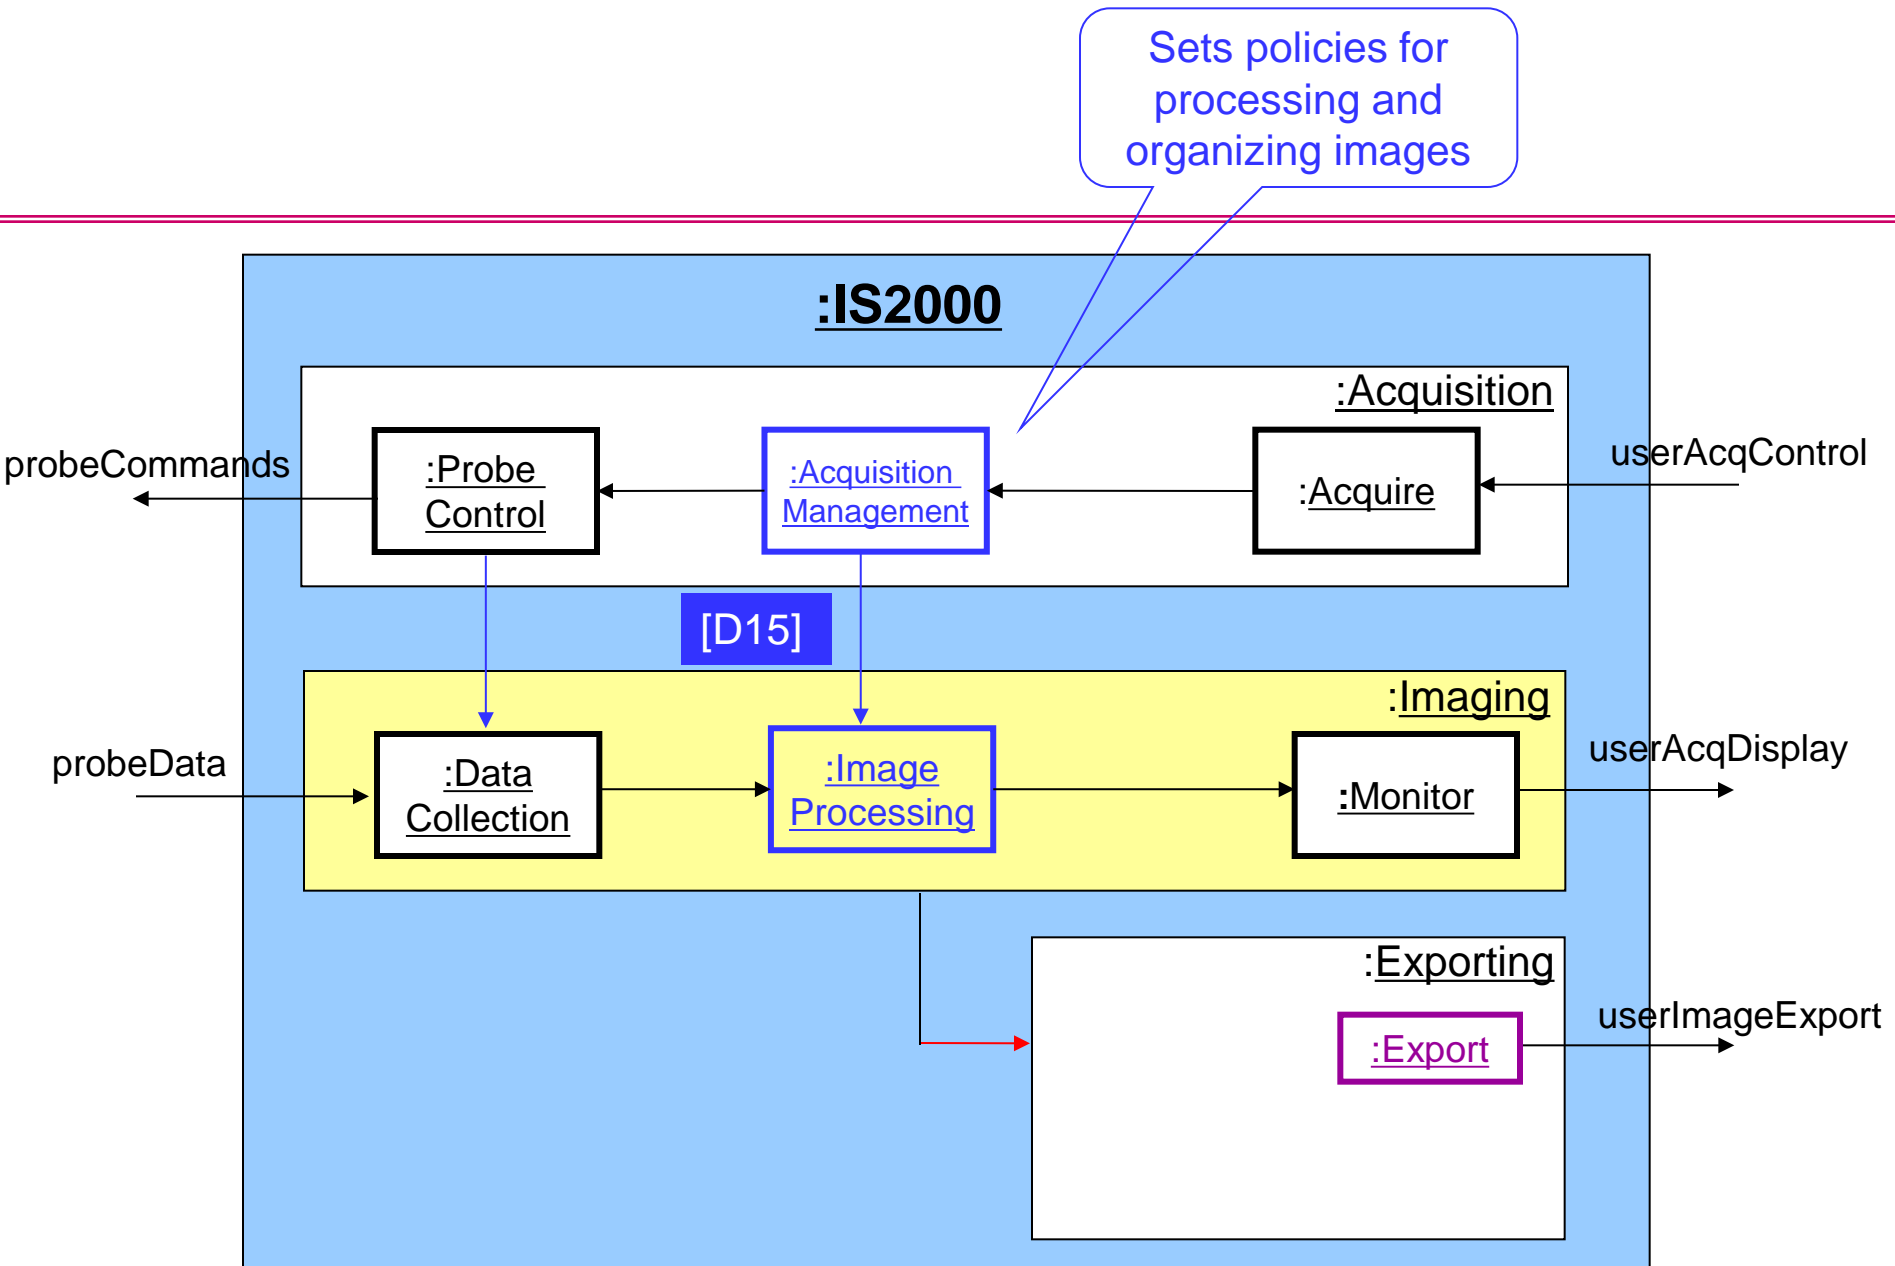 Sets policies for
processing and
organizing images
:IS2000
:Acquisition
probeCommands
:Probe
Control
:Acquisition
Management
:Acquire
userAcqControl
[D15]
:Imaging
probeData
:Data
Collection
:Image
Processing
:Monitor
userAcqDisplay
:Exporting
:Export
userImageExport